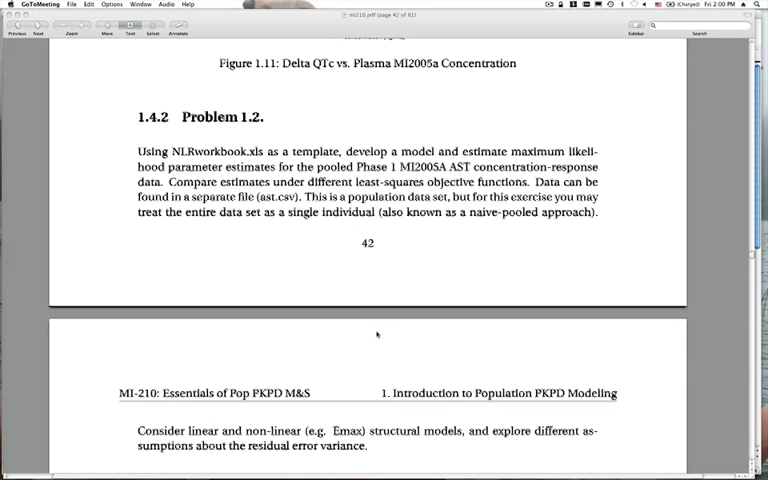 GoToMeeting File Edit Options Window Audio Help
(Charged) Fri 2:00 PM
mi210.pdf (page 42 of 81)
Previous Next Zoom Move Text Select Annotate Sidebar Search
Figure 1.11: Delta QTc vs. Plasma MI2005a Concentration
1.4.2 Problem 1.2.
Using NLRworkbook.xls as a template, develop a model and estimate maximum likeli-
hood parameter estimates for the pooled Phase 1 MI2005A AST concentration-response
data. Compare estimates under different least-squares objective functions. Data can be
found in a separate file (ast.csv). This is a population data set, but for this exercise you may
treat the entire data set as a single individual (also known as a naive-pooled approach).
42
MI-210: Essentials of Pop PKPD M&S 1. Introduction to Population PKPD Modeling
Consider linear and non-linear (e.g. Emax) structural models, and explore different as-
sumptions about the residual error variance.